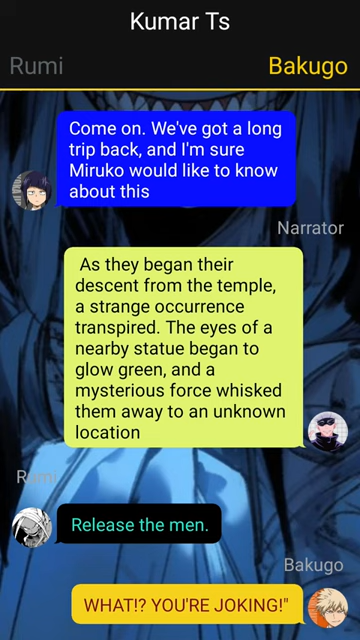 Kumar Ts
Rumi
Bakugo
Come on. We've got a long
trip back, and I'm sure
Miruko would like to know
about this
Narrator
As they began their
descent from the temple,
a strange occurrence
transpired. The eyes of a
nearby statue began to
glow green, and a
mysterious force whisked
them away to an unknown
location
Rumi
Release the men.
Bakugo
WHAT!? YOU'RE JOKING!"